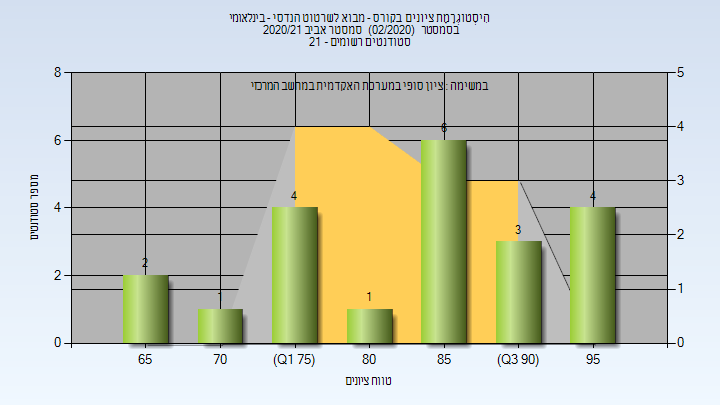 היסטוגרמת ציונים בקורס - מבוא לשרטוט הנדסי - בינלאומי
בסמסטר (02/2020) סמסטר אביב 2020/21
סטודנטים רשומים - 21
במשימה : ציון סופי במערכת האקדמית במחשב המרכזי
8
6
4
2
0
5
4
3
2
1
0
מספר סטודנטים
2
1
4
1
6
3
4
65
70
(Q1 75)
80
85
(Q3 90)
95
טווח ציונים